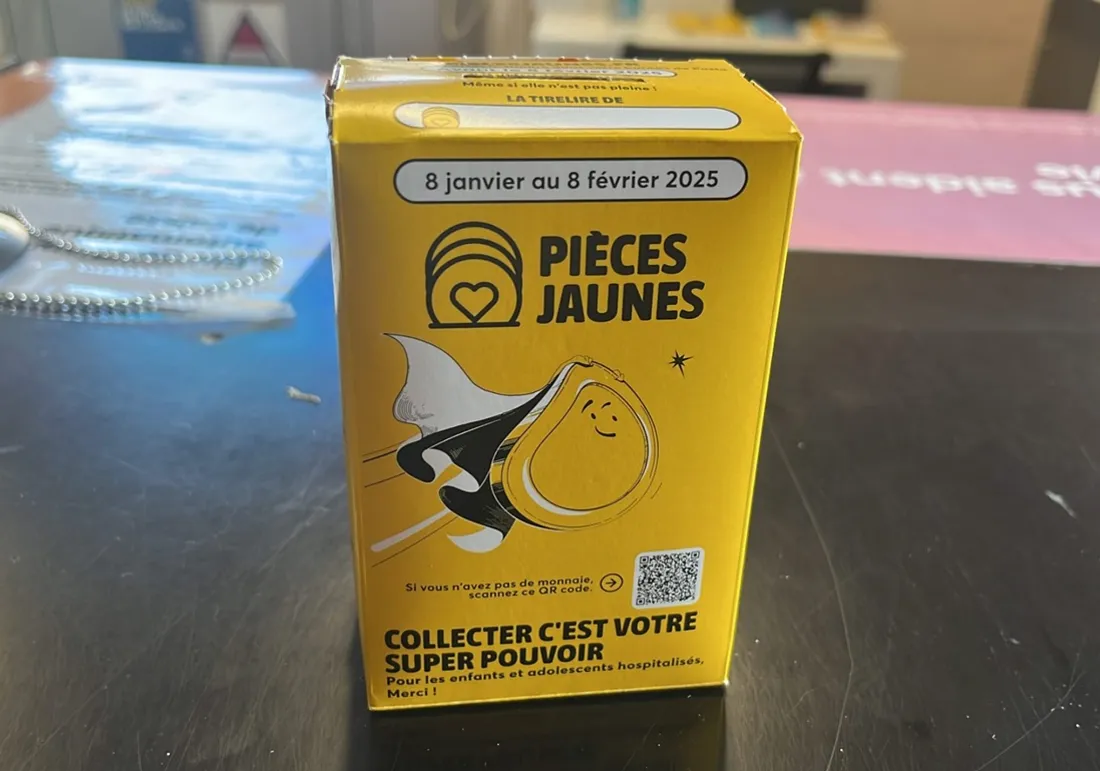 Même si elle n'est pas pleine !
LA TIRELIRE DE
8 janvier au 8 février 2025
PIÈCES
JAUNES
Si vous n'avez pas de monnaie,
scannez ce QR code.
COLLECTER C'EST VOTRE
SUPER POUVOIR
Pour les enfants et adolescents hospitalisés,
Merci !